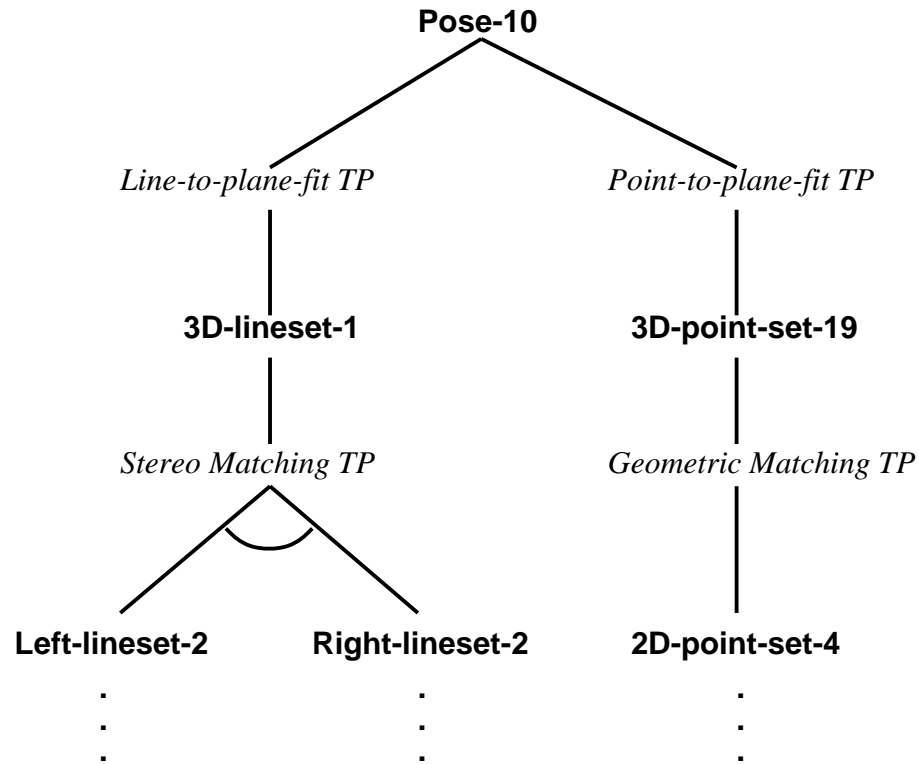 Pose-10
Line-to-plane-fit TP
Point-to-plane-fit TP
3D-lineset-1
3D-point-set-19
Stereo Matching TP
Geometric Matching TP
Left-lineset-2
Right-lineset-2
2D-point-set-4
. . .
. . .
. . .